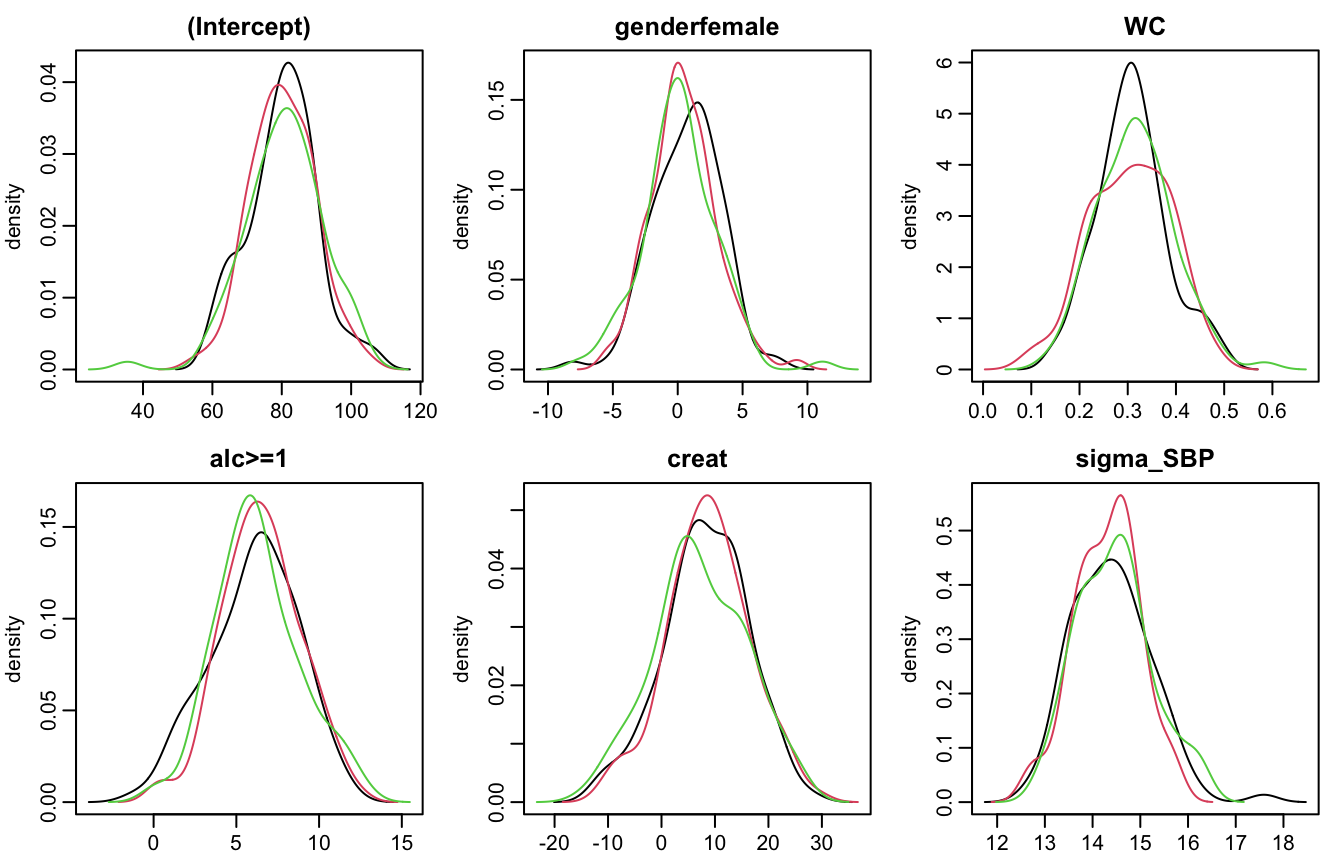 (Intercept)
density
0.00 0.01 0.02 0.03 0.04
40 60 80 100 120
genderfemale
density
0.00 0.05 0.10 0.15
-10 -5 0 5 10
WC
density
0 1 2 3 4 5 6
0.0 0.1 0.2 0.3 0.4 0.5 0.6
alc>=1
density
0.00 0.05 0.10 0.15
0 5 10 15
creat
density
0.00 0.02 0.04
-20 -10 0 10 20 30
sigma_SBP
density
0.0 0.1 0.2 0.3 0.4 0.5
12 13 14 15 16 17 18